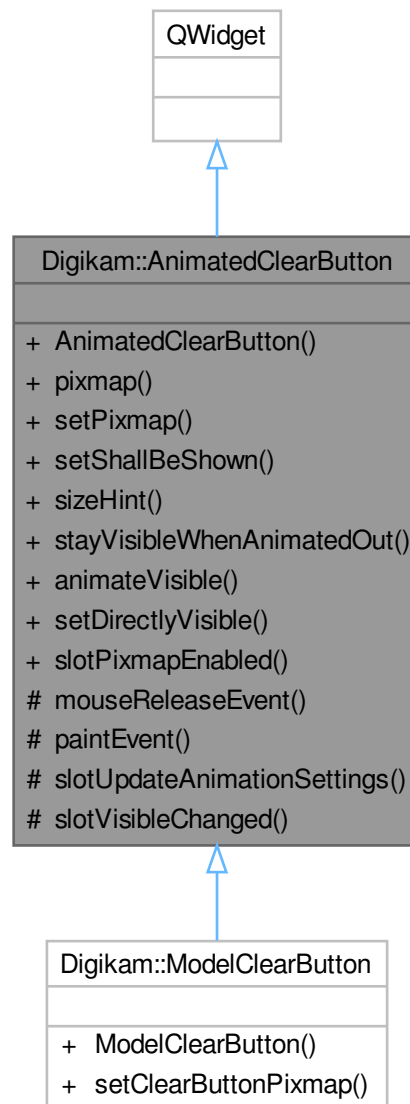 QWidget
Digikam::AnimatedClearButton
+ AnimatedClearButton()
+ pixmap()
+ setPixmap()
+ setShallBeShown()
+ sizeHint()
+ stayVisibleWhenAnimatedOut()
+ animateVisible()
+ setDirectlyVisible()
+ slotPixmapEnabled()
# mouseReleaseEvent()
# paintEvent()
# slotUpdateAnimationSettings()
# slotVisibleChanged()
Digikam::ModelClearButton
+ ModelClearButton()
+ setClearButtonPixmap()